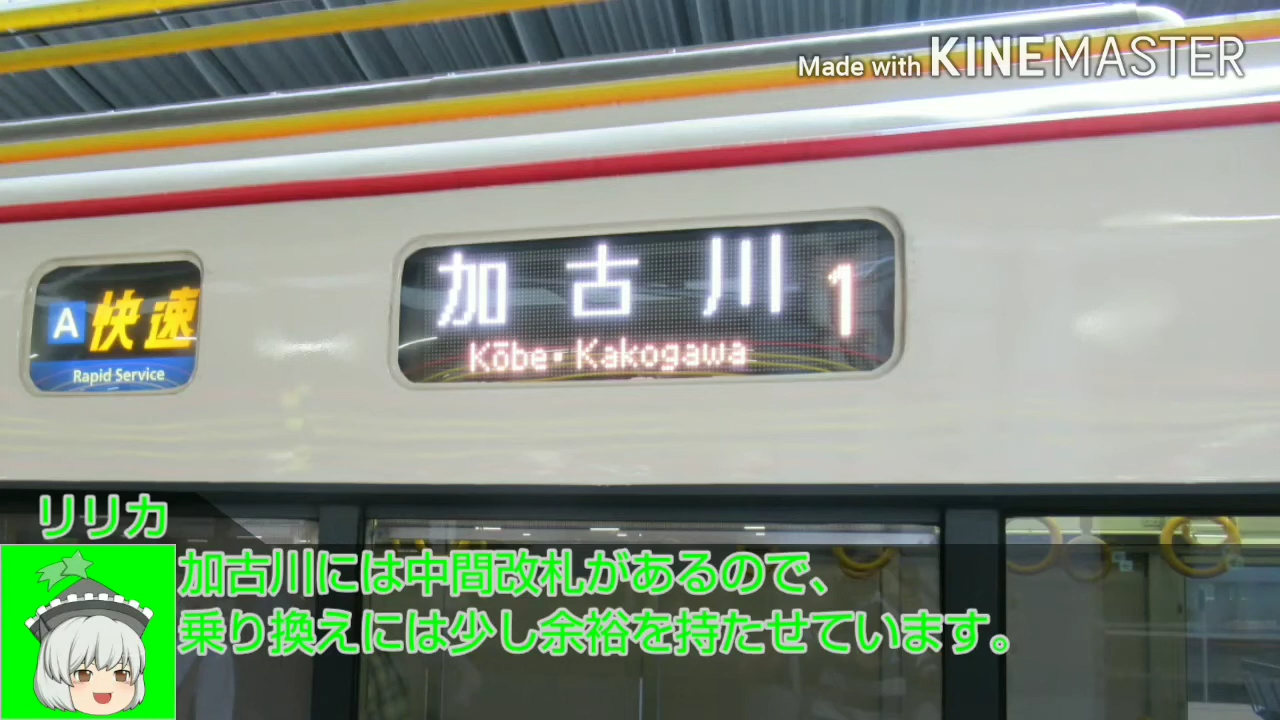 Made with KINEMASTER
A 快速
Rapid Service
加古川 1
Kōbe・Kakogawa
リリカ
加古川には中間改札があるので、
乗り換えには少し余裕を持たせています。